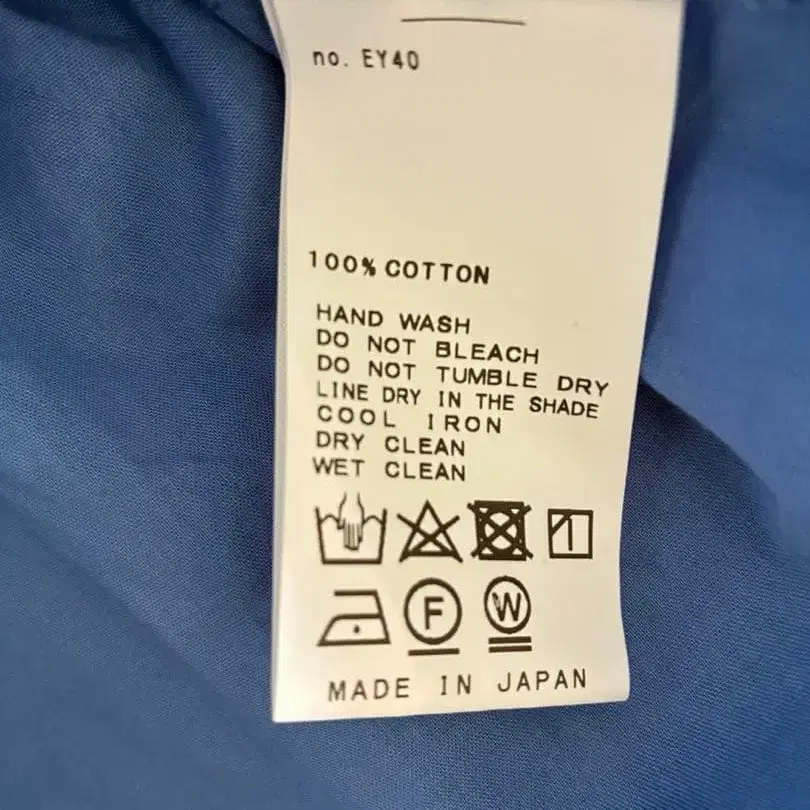 no. EY40
100% COTTON
HAND WASH
DO NOT BLEACH
DO NOT TUMBLE DRY
LINE DRY IN THE SHADE
COOL IRON
DRY CLEAN
WET CLEAN
F W
MADE IN JAPAN